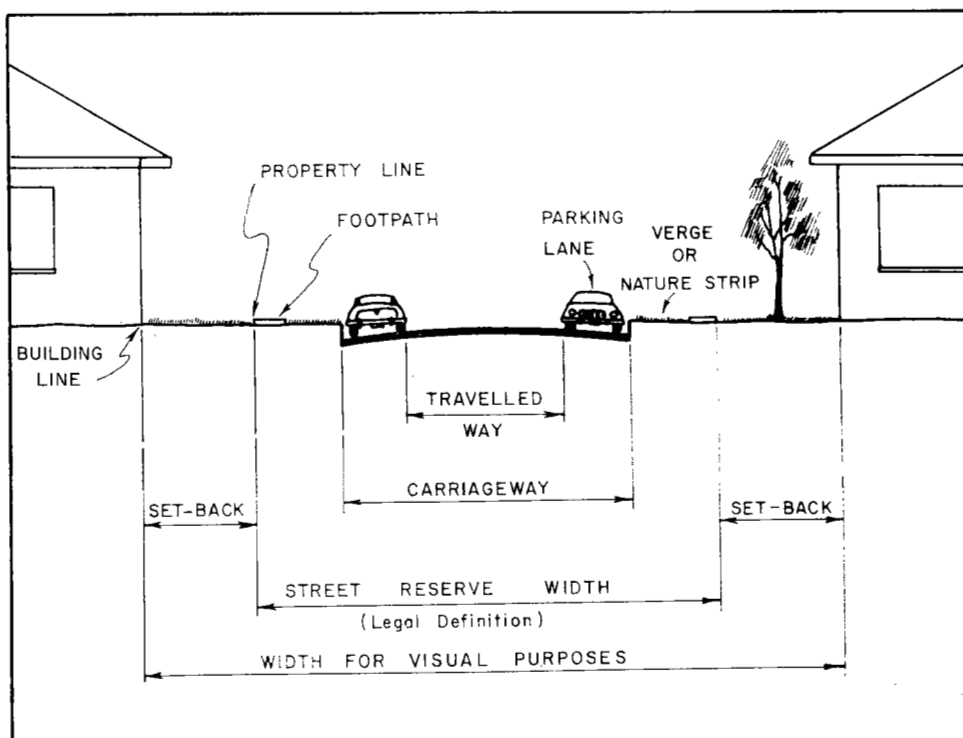 PROPERTY LINE
FOOTPATH
PARKING
LANE
VERGE
OR
NATURE STRIP
BUILDING
LINE
TRAVELLED
WAY
CARRIAGEWAY
SET-BACK
SET-BACK
STREET RESERVE WIDTH
(Legal Definition)
WIDTH FOR VISUAL PURPOSES